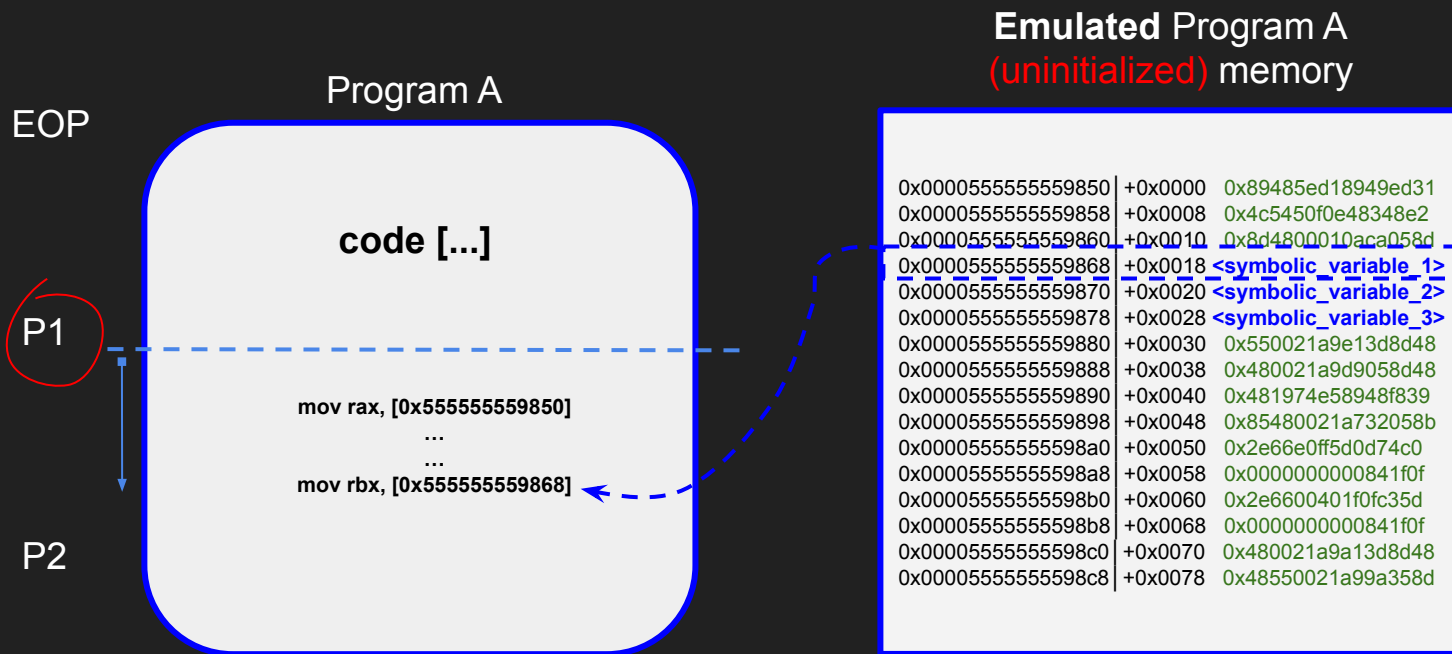 EOP
P1
P2
Program A
code [...]
mov rax, [0x555555559850]
...
...
mov rbx, [0x555555559868]
Emulated Program A
(uninitialized) memory
0x0000555555559850| +0x0000 0x89485ed18949ed31
0x0000555555559858| +0x0008 0x4c5450f0e48348e2
0x0000555555559860| +0x0010 0x8d4800010aca058d
0x0000555555559868| +0x0018 <symbolic_variable_1>
0x0000555555559870| +0x0020 <symbolic_variable_2>
0x0000555555559878| +0x0028 <symbolic_variable_3>
0x0000555555559880| +0x0030 0x550021a9e13d8d48
0x0000555555559888| +0x0038 0x480021a9d9058d48
0x0000555555559890| +0x0040 0x481974e58948f839
0x0000555555559898| +0x0048 0x85480021a732058b
0x00005555555598a0| +0x0050 0x2e66e0ff5d0d74c0
0x00005555555598a8| +0x0058 0x0000000000841f0f
0x00005555555598b0| +0x0060 0x2e6600401f0fc35d
0x00005555555598b8| +0x0068 0x0000000000841f0f
0x00005555555598c0| +0x0070 0x480021a9a13d8d48
0x00005555555598c8| +0x0078 0x48550021a99a358d